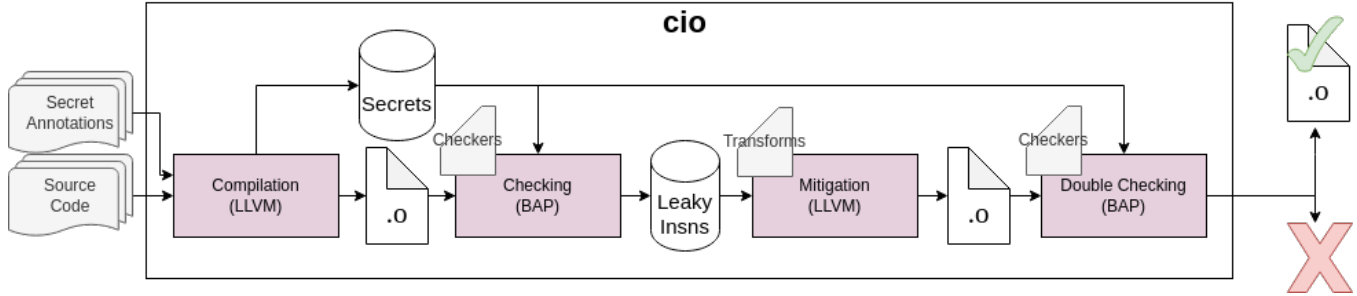 cio
Secret
Annotations
Source
Code
Secrets
Compilation
(LLVM)
.o
Checkers
Checking
(BAP)
Leaky
Insns
Transforms
Mitigation
(LLVM)
.o
Checkers
Double Checking
(BAP)
.o